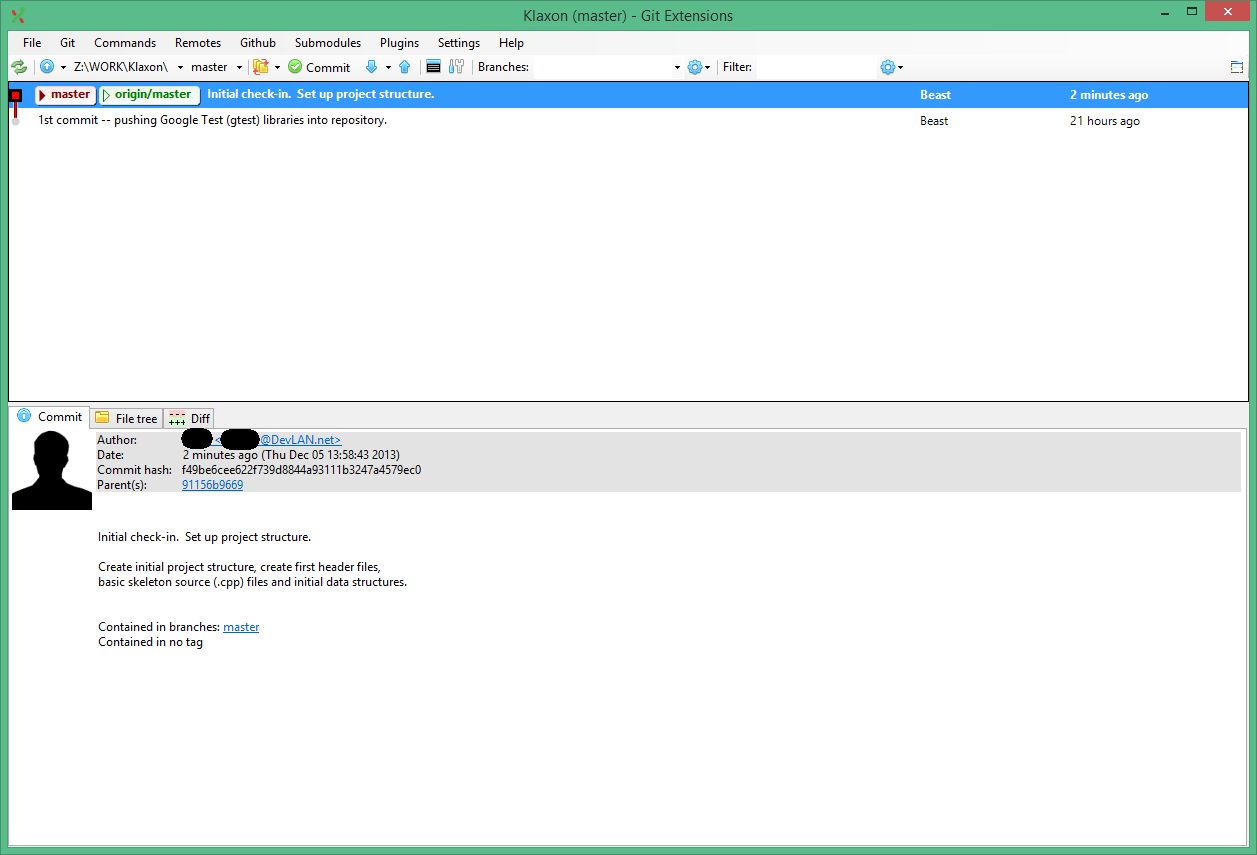 Klaxon (master) - Git Extensions
File Git Commands Remotes Github Submodules Plugins Settings Help
Z:\WORK\Klaxon\ master Commit Branches: Filter:
master origin/master Initial check-in. Set up project structure. Beast 2 minutes ago
1st commit -- pushing Google Test (gtest) libraries into repository. Beast 21 hours ago
Commit File tree Diff
Author: < @DevLAN.net>
Date: 2 minutes ago (Thu Dec 05 13:58:43 2013)
Commit hash: f49be6cee622f739d8844a93111b3247a4579ec0
Parent(s): 91156b9669
Initial check-in. Set up project structure.
Create initial project structure, create first header files,
basic skeleton source (.cpp) files and initial data structures.
Contained in branches: master
Contained in no tag